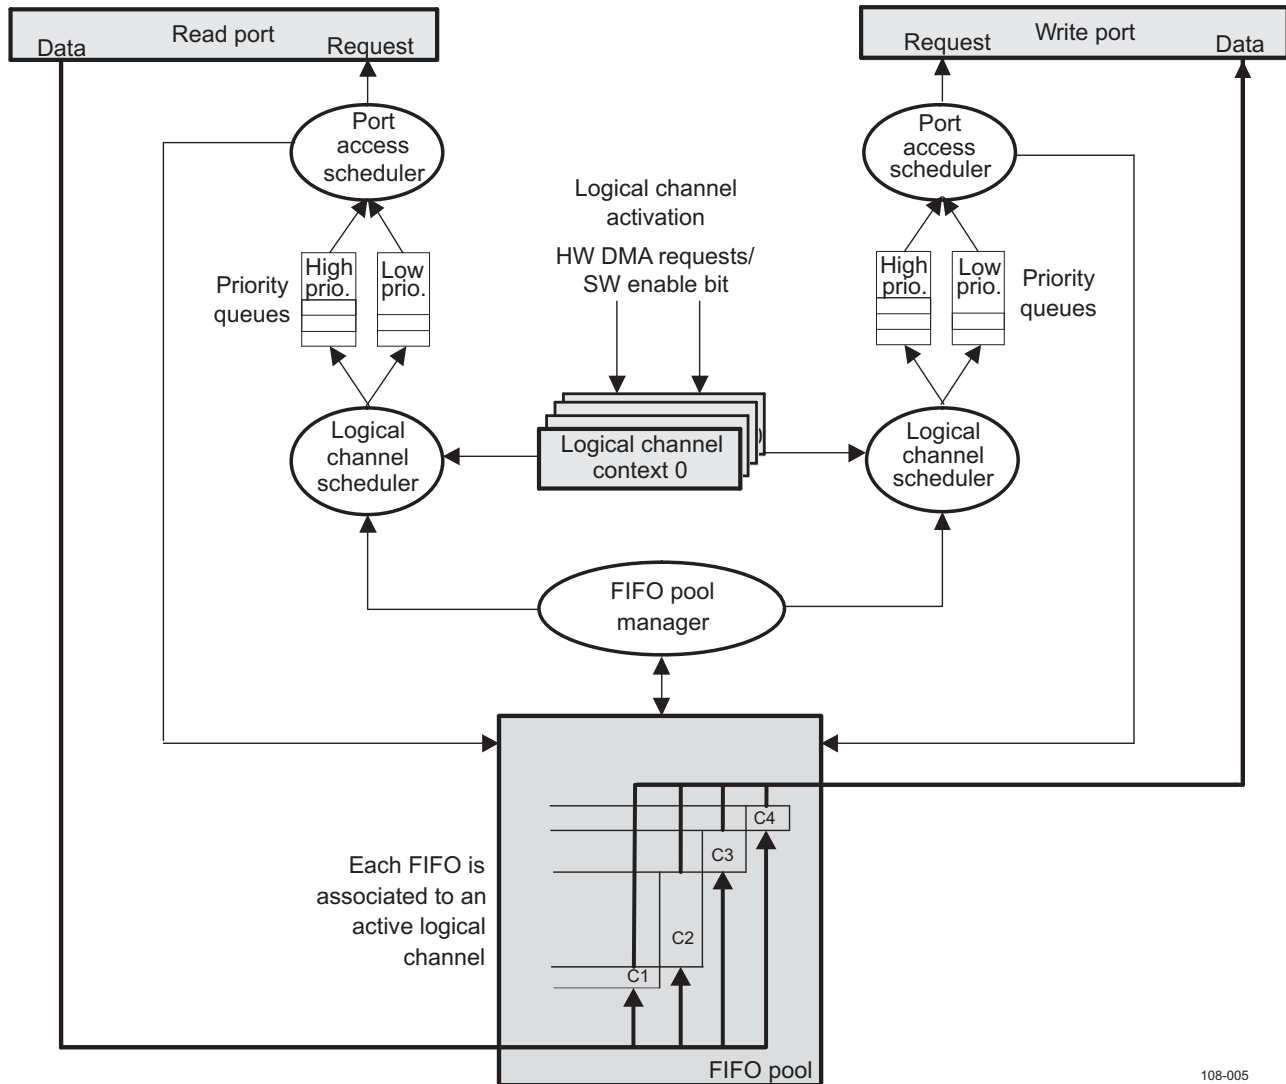 Read port
Data
Request
Write port
Request
Data
Port
access
scheduler
Port
access
scheduler
Logical channel
activation
HW DMA requests/
SW enable bit
Priority
queues
High
prio.
Low
prio.
High
prio.
Low
prio.
Priority
queues
Logical
channel
scheduler
Logical channel
context 0
Logical
channel
scheduler
FIFO pool
manager
Each FIFO is
associated to an
active logical
channel
C4
C3
C2
C1
FIFO pool
108-005